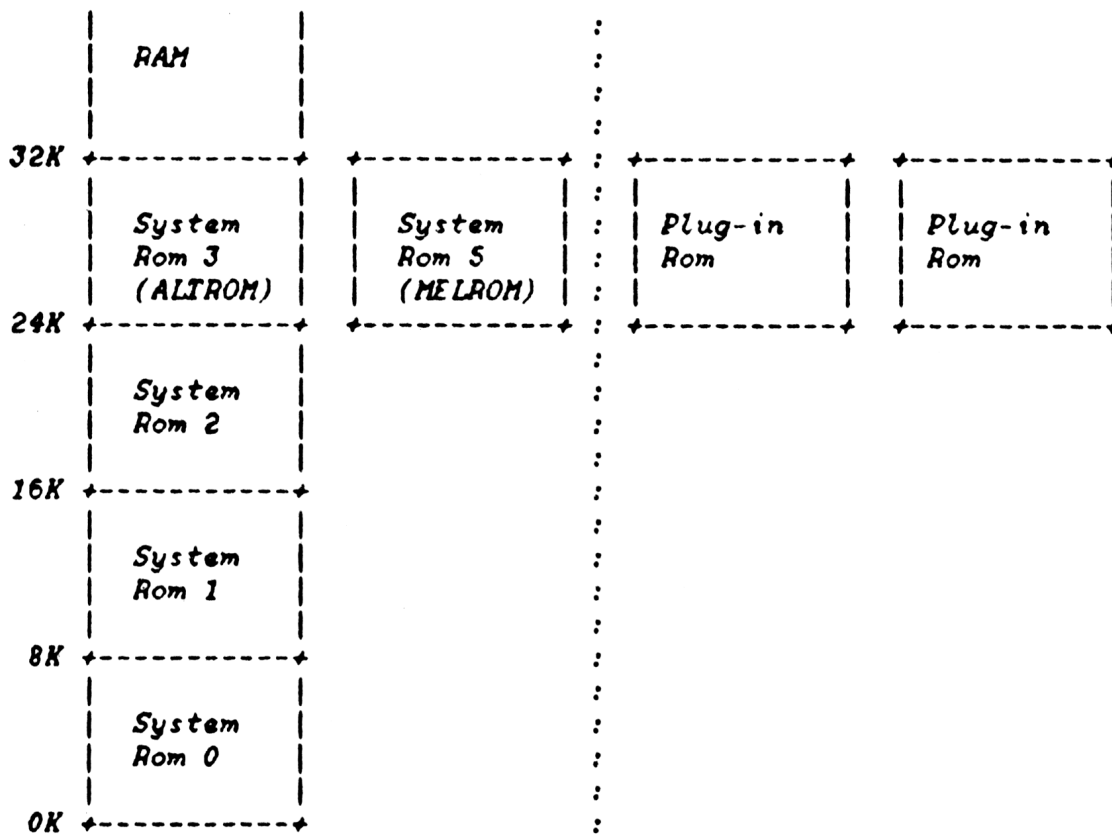 RAM
32K
System
Rom 3
(ALTROM)
System
Rom 5
(MELROM)
Plug-in
Rom
Plug-in
Rom
24K
System
Rom 2
16K
System
Rom 1
8K
System
Rom 0
0K